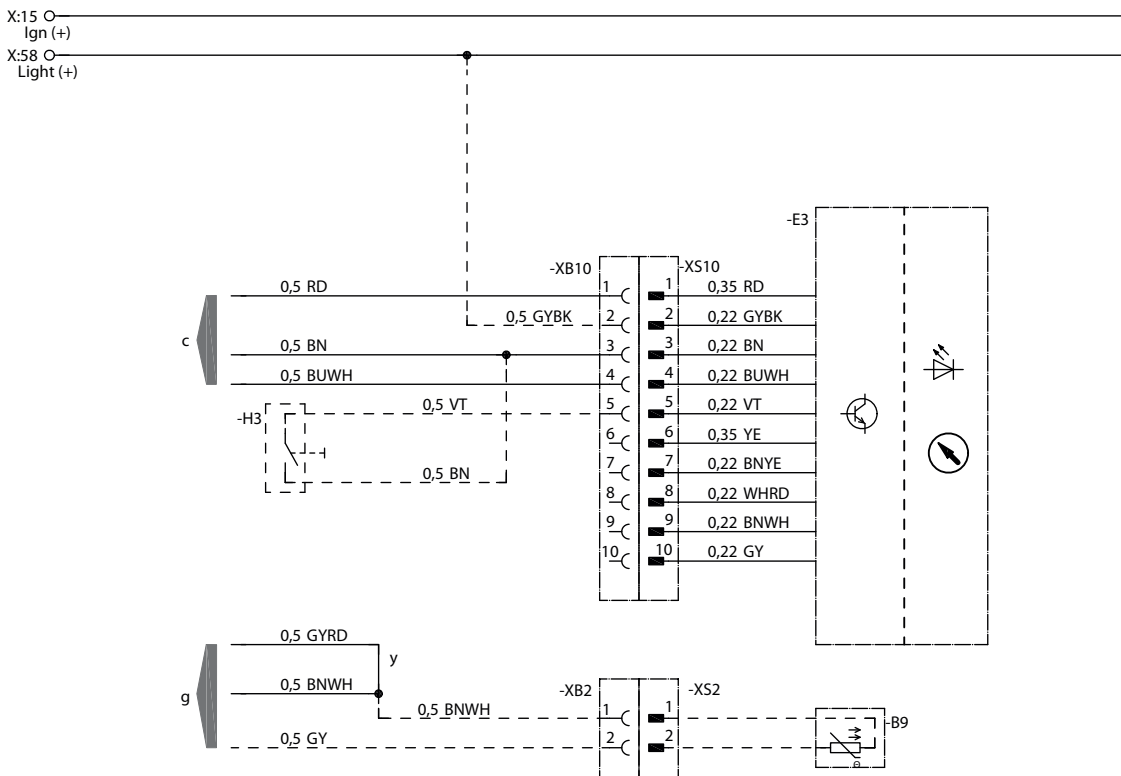 X:15
Ign (+)
X:58
Light (+)
-E3
-XB10 -XS10
0,5 RD 1 1 0,35 RD
0,5 GYBK 2 2 0,22 GYBK
c
0,5 BN 3 3 0,22 BN
0,5 BUWH 4 4 0,22 BUWH
-H3
0,5 VT 5 5 0,22 VT
6 6 0,35 YE
0,5 BN 7 7 0,22 BNYE
8 8 0,22 WHRD
9 9 0,22 BNWH
10 10 0,22 GY
0,5 GYRD
y
g
0,5 BNWH
-XB2 -XS2
0,5 BNWH 1 1
-B9
0,5 GY 2 2
Θ